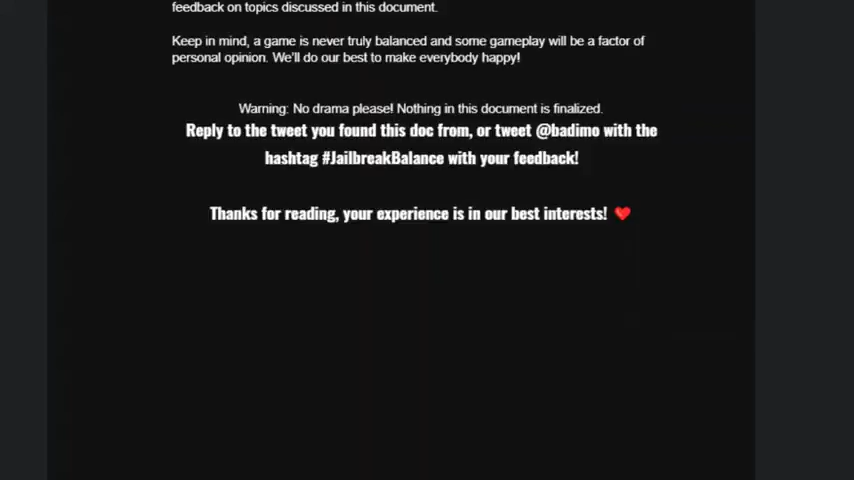 feedback on topics discussed in this document.
Keep in mind, a game is never truly balanced and some gameplay will be a factor of
personal opinion. We'll do our best to make everybody happy!
Warning: No drama please! Nothing in this document is finalized.
Reply to the tweet you found this doc from, or tweet @badimo with the
hashtag #JailbreakBalance with your feedback!
Thanks for reading, your experience is in our best interests! ❤️